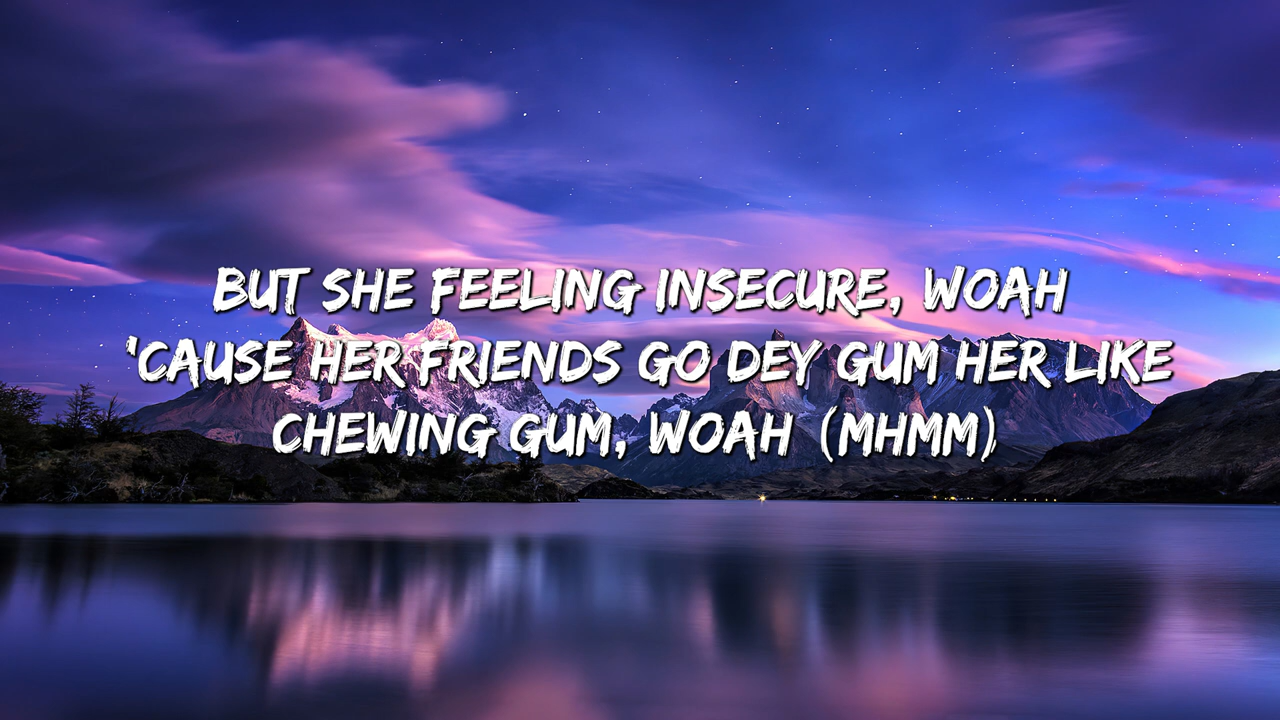 BUT SHE FEELING INSECURE, WOAH
'CAUSE HER FRIENDS GO DEY GUM HER LIKE
CHEWING GUM, WOAH (MHMM)